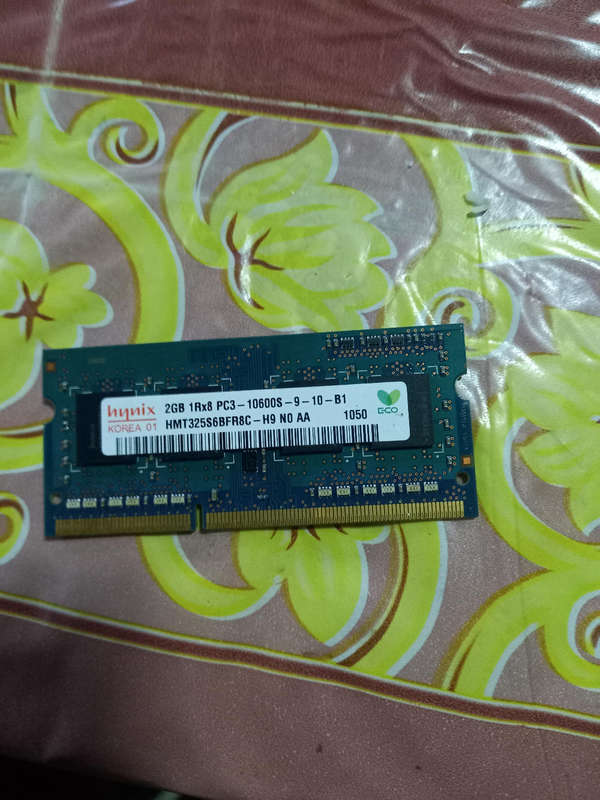 hynix
KOREA 01
2GB 1Rx8 PC3-10600S-9-10-B1
HMT325S6BFR8C-H9 N0 AA
1050
ECO